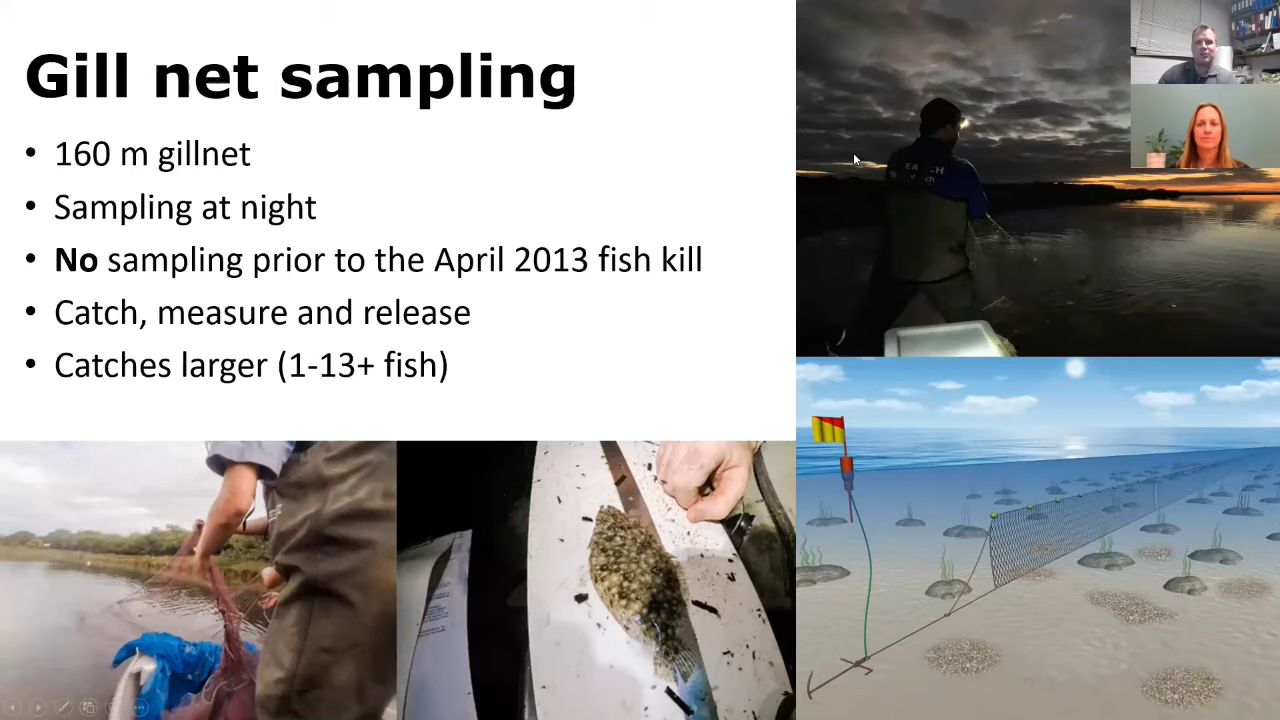 Gill net sampling
• 160 m gillnet
• Sampling at night
• No sampling prior to the April 2013 fish kill
• Catch, measure and release
• Catches larger (1-13+ fish)